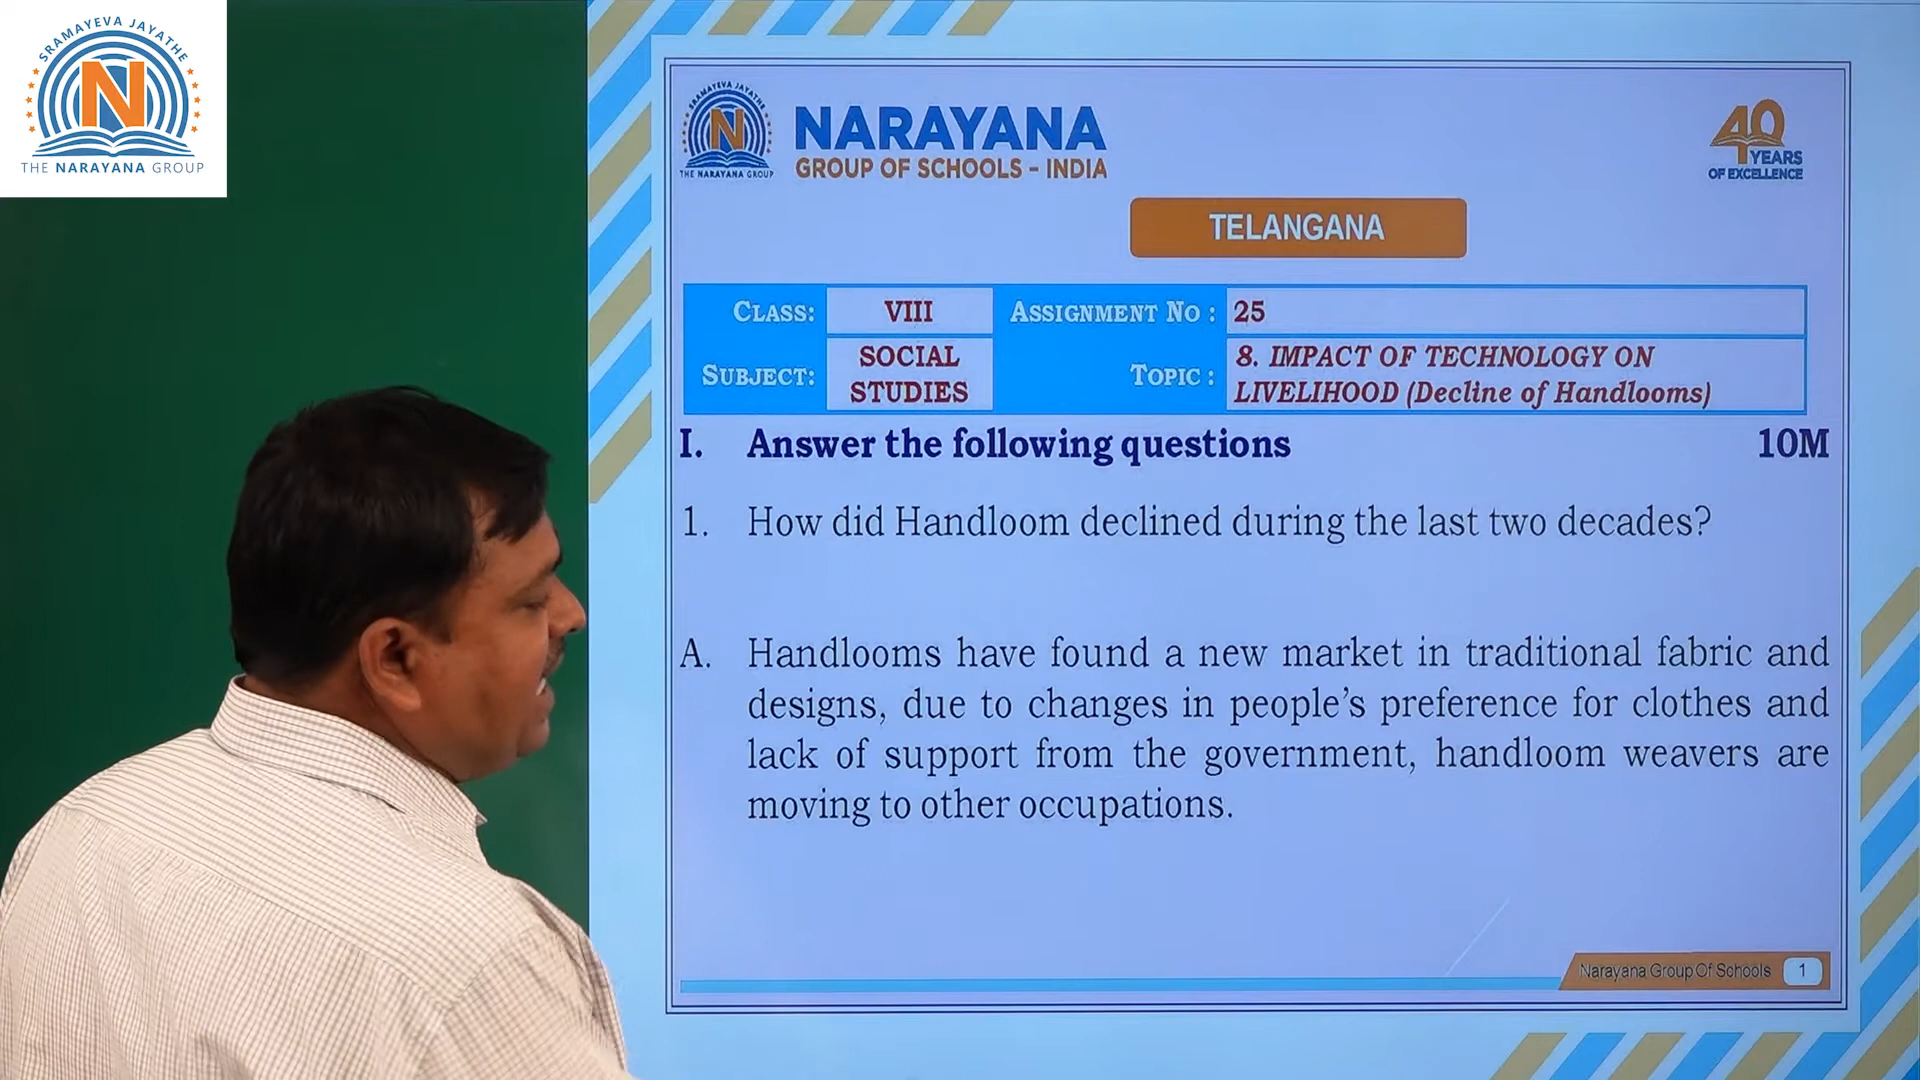 SRAMAYEVA JAYATHE
N
THE NARAYANA GROUP
SRAMAYEVA JAYATHE
N
THE NARAYANA GROUP
NARAYANA
GROUP OF SCHOOLS - INDIA
40
YEARS
OF EXCELLENCE
TELANGANA
CLASS: VIII ASSIGNMENT NO : 25
SUBJECT: SOCIAL STUDIES TOPIC : 8. IMPACT OF TECHNOLOGY ON
LIVELIHOOD (Decline of Handlooms)
I. Answer the following questions 10M
1. How did Handloom declined during the last two decades?
A. Handlooms have found a new market in traditional fabric and
designs, due to changes in people's preference for clothes and
lack of support from the government, handloom weavers are
moving to other occupations.
Narayana Group Of Schools 1